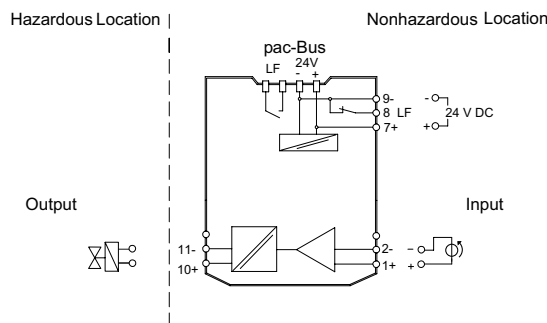 Hazardous Location
Nonhazardous Location
pac-Bus
LF 24V
- +
9-
8 LF
7+
-
+
24 V DC
Output
Input
11-
10+
2-
1+
-
+